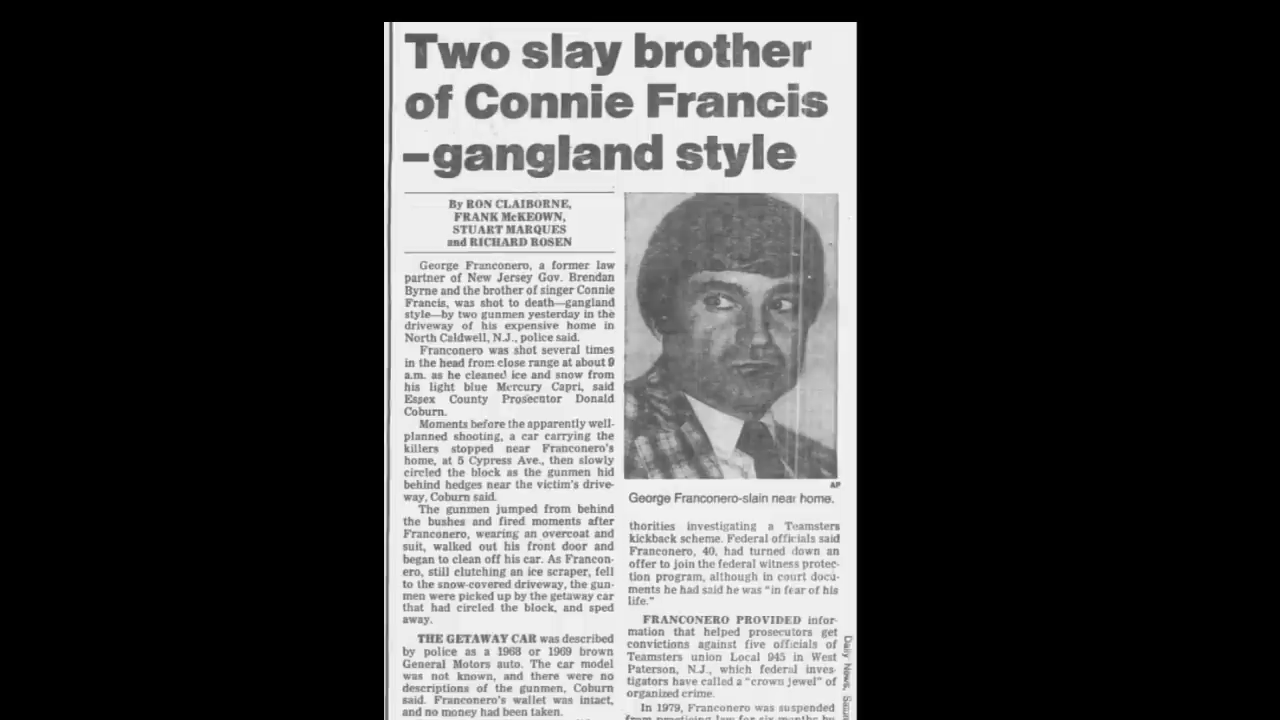 Two slay brother
of Connie Francis
–gangland style
By RON CLAIBORNE,
FRANK McKEOWN,
STUART MARQUES
and RICHARD ROSEN
George Franconero, a former law
partner of New Jersey Gov. Brendan
Byrne and the brother of singer Connie
Francis, was shot to death—gangland
style—by two gunmen yesterday in the
driveway of his expensive home in
North Caldwell, N.J., police said.
Franconero was shot several times
in the head from close range at about 9
a.m. as he cleaned ice and snow from
his light blue Mercury Capri, said
Essex County Prosecutor Donald
Coburn.
Moments before the apparently well-
planned shooting, a car carrying the
killers stopped near Franconero's
home, at 5 Cypress Ave., then slowly
circled the block as the gunmen hid
behind hedges near the victim's drive-
way, Coburn said.
The gunmen jumped from behind
the bushes and fired moments after
Franconero, wearing an overcoat and
suit, walked out his front door and
began to clean off his car. As Francon-
ero, still clutching an ice scraper, fell
to the snow-covered driveway, the gun-
men were picked up by the getaway car
that had circled the block, and sped
away.
THE GETAWAY CAR was described
by police as a 1968 or 1969 brown
General Motors auto. The car model
was not known, and there were no
descriptions of the gunmen, Coburn
said. Franconero's wallet was intact,
and no money had been taken.
AP
George Franconero-slain near home.
thorities investigating a Teamsters
kickback scheme. Federal officials said
Franconero, 40, had turned down an
offer to join the federal witness protec-
tion program, although in court docu-
ments he had said he was "in fear of his
life."
FRANCONERO PROVIDED infor-
mation that helped prosecutors get
convictions against five officials of
Teamsters union Local 945 in West
Paterson, N.J., which federal inves-
tigators have called a "crown jewel" of
organized crime.
In 1979, Franconero was suspended
from practicing law for six months by
Daily News,